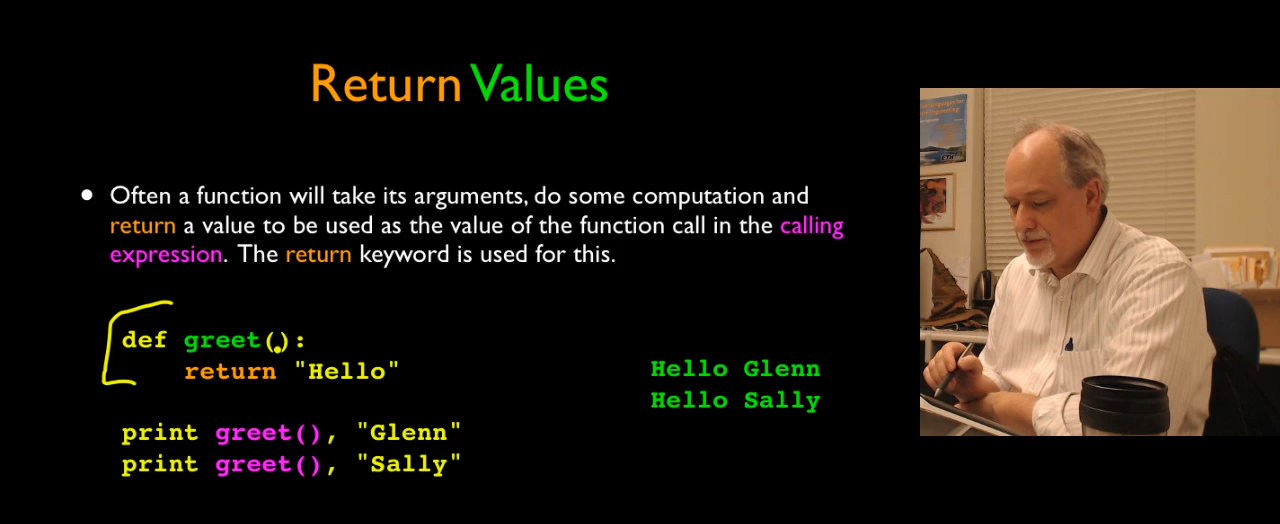 Return Values
• Often a function will take its arguments, do some computation and
return a value to be used as the value of the function call in the calling
expression. The return keyword is used for this.
def greet():
    return "Hello"
print greet(), "Glenn"
print greet(), "Sally"
Hello Glenn
Hello Sally